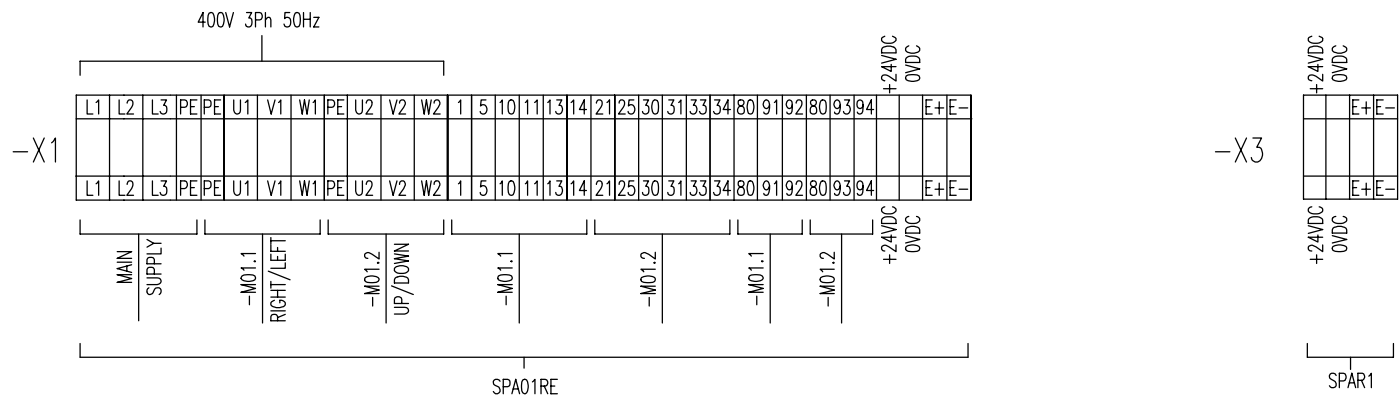 400V 3Ph 50Hz
+24VDC
0VDC
+24VDC
0VDC
L1 L2 L3 PE PE U1 V1 W1 PE U2 V2 W2 1 5 10 11 13 14 21 25 30 31 33 34 80 91 92 80 93 94 E+ E-
E+ E-
-X1
-X3
L1 L2 L3 PE PE U1 V1 W1 PE U2 V2 W2 1 5 10 11 13 14 21 25 30 31 33 34 80 91 92 80 93 94 E+ E-
E+ E-
MAIN
SUPPLY
-M01.1
RIGHT/LEFT
-M01.2
UP/DOWN
-M01.1
-M01.2
-M01.1
-M01.2
+24VDC
0VDC
+24VDC
0VDC
SPA01RE
SPAR1